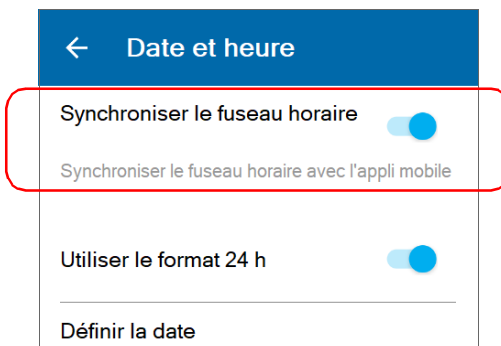 Date et heure
Synchroniser le fuseau horaire
Synchroniser le fuseau horaire avec l'appli mobile
Utiliser le format 24 h
Définir la date